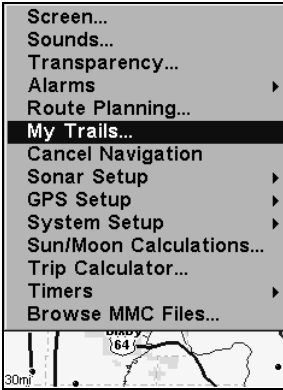 Screen...
Sounds...
Transparency...
Alarms
Route Planning...
My Trails...
Cancel Navigation
Sonar Setup
GPS Setup
System Setup
Sun/Moon Calculations...
Trip Calculator...
Timers
Browse MMC Files...
Bixby
64
30mi